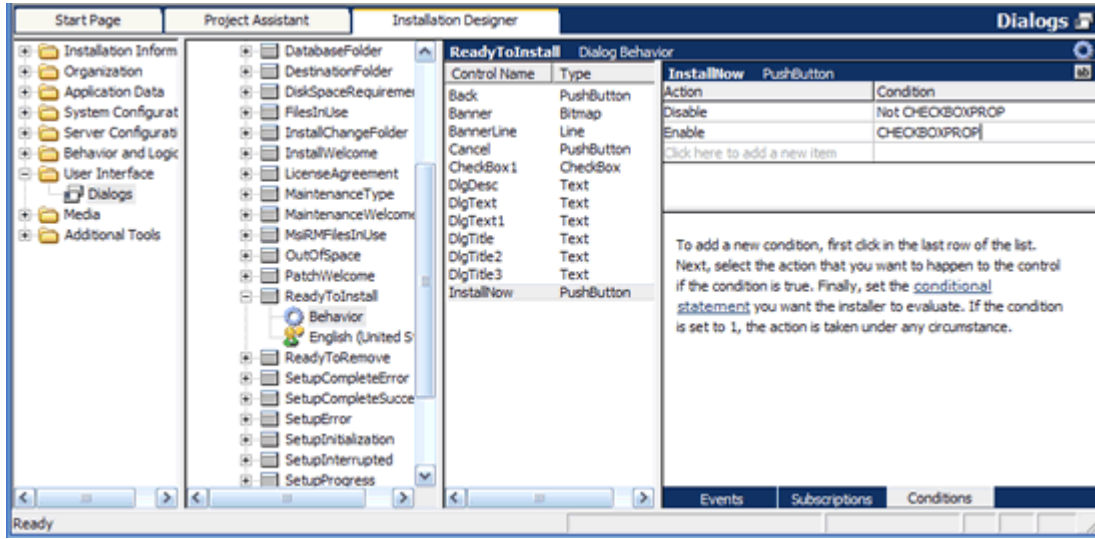 Start Page
Project Assistant
Installation Designer
Dialogs
Installation Inform
Organization
Application Data
System Configurat
Server Configurati
Behavior and Logic
User Interface
Dialogs
Media
Additional Tools
DatabaseFolder
DestinationFolder
DiskSpaceRequiremer
FilesInUse
InstallChangeFolder
InstallWelcome
LicenseAgreement
MaintenanceType
MaintenanceWelcome
MsiRMFilesInUse
OutOfSpace
PatchWelcome
ReadyToInstall
Behavior
English (United S
ReadyToRemove
SetupCompleteError
SetupCompleteSucce
SetupError
SetupInitialization
SetupInterrupted
SetupProgress
ReadyToInstall Dialog Behavior
Control Name Type
Back PushButton
Banner Bitmap
BannerLine Line
Cancel PushButton
CheckBox1 CheckBox
DlgDesc Text
DlgText Text
DlgText1 Text
DlgTitle Text
DlgTitle2 Text
DlgTitle3 Text
InstallNow PushButton
InstallNow PushButton
ab
Action Condition
Disable Not CHECKBOXPROP
Enable CHECKBOXPROP
Click here to add a new item
To add a new condition, first click in the last row of the list.
Next, select the action that you want to happen to the control
if the condition is true. Finally, set the conditional
statement you want the installer to evaluate. If the condition
is set to 1, the action is taken under any circumstance.
Events Subscriptions Conditions
Ready